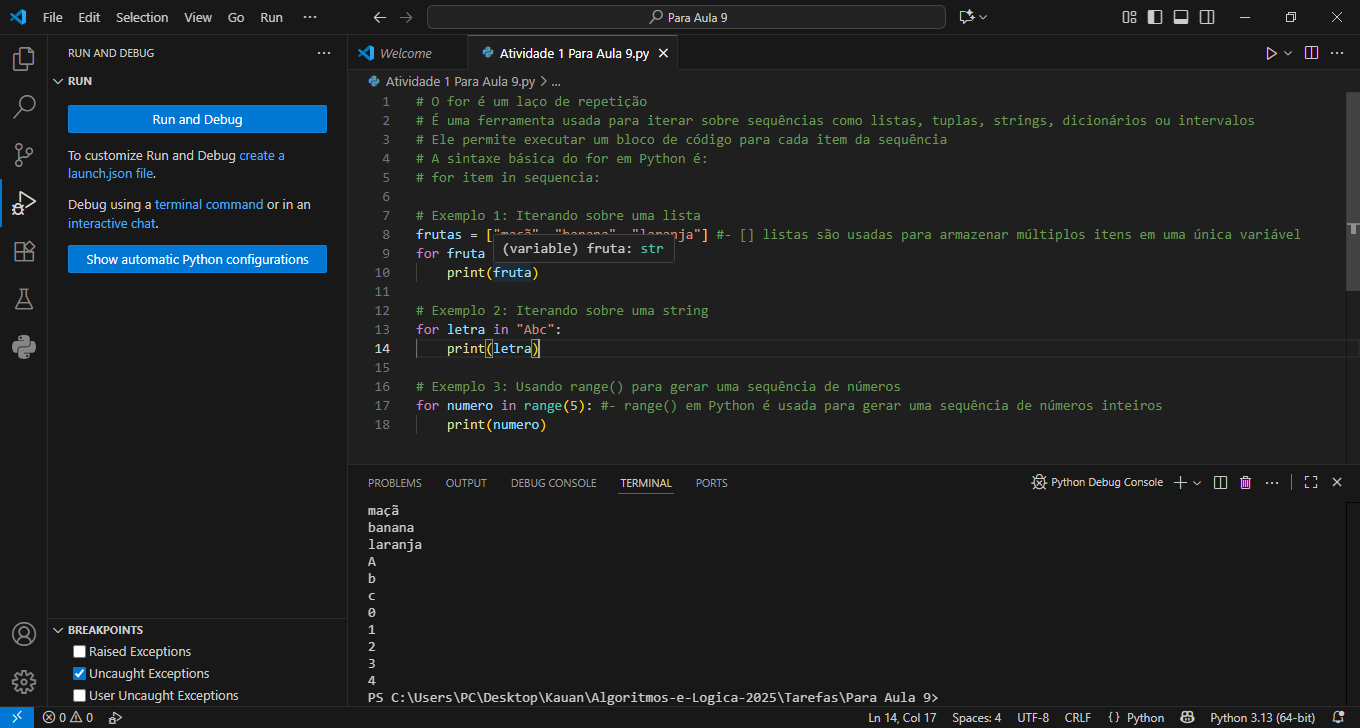 File Edit Selection View Go Run ··· Para Aula 9
RUN AND DEBUG ···
RUN
Run and Debug
To customize Run and Debug create a
launch.json file.
Debug using a terminal command or in an
interactive chat.
Show automatic Python configurations
BREAKPOINTS
Raised Exceptions
Uncaught Exceptions
User Uncaught Exceptions
Welcome Atividade 1 Para Aula 9.py
Atividade 1 Para Aula 9.py > ...
1 # O for é um laço de repetição
2 # É uma ferramenta usada para iterar sobre sequências como listas, tuplas, strings, dicionários ou intervalos
3 # Ele permite executar um bloco de código para cada item da sequência
4 # A sintaxe básica do for em Python é:
5 # for item in sequencia:
6
7 # Exemplo 1: Iterando sobre uma lista
8 frutas = ["maçã", "banana", "laranja"] #- [] listas são usadas para armazenar múltiplos itens em uma única variável
(variable) fruta: str
9 for fruta
10 print(fruta)
11
12 # Exemplo 2: Iterando sobre uma string
13 for letra in "Abc":
14 print(letra)
15
16 # Exemplo 3: Usando range() para gerar uma sequência de números
17 for numero in range(5): #- range() em Python é usada para gerar uma sequência de números inteiros
18 print(numero)
PROBLEMS OUTPUT DEBUG CONSOLE TERMINAL PORTS Python Debug Console
maçã
banana
laranja
A
b
c
0
1
2
3
4
PS C:\Users\PC\Desktop\Kauan\Algoritmos-e-Logica-2025\Tarefas\Para Aula 9>
0 0 Ln 14, Col 17 Spaces: 4 UTF-8 CRLF {} Python Python 3.13 (64-bit)